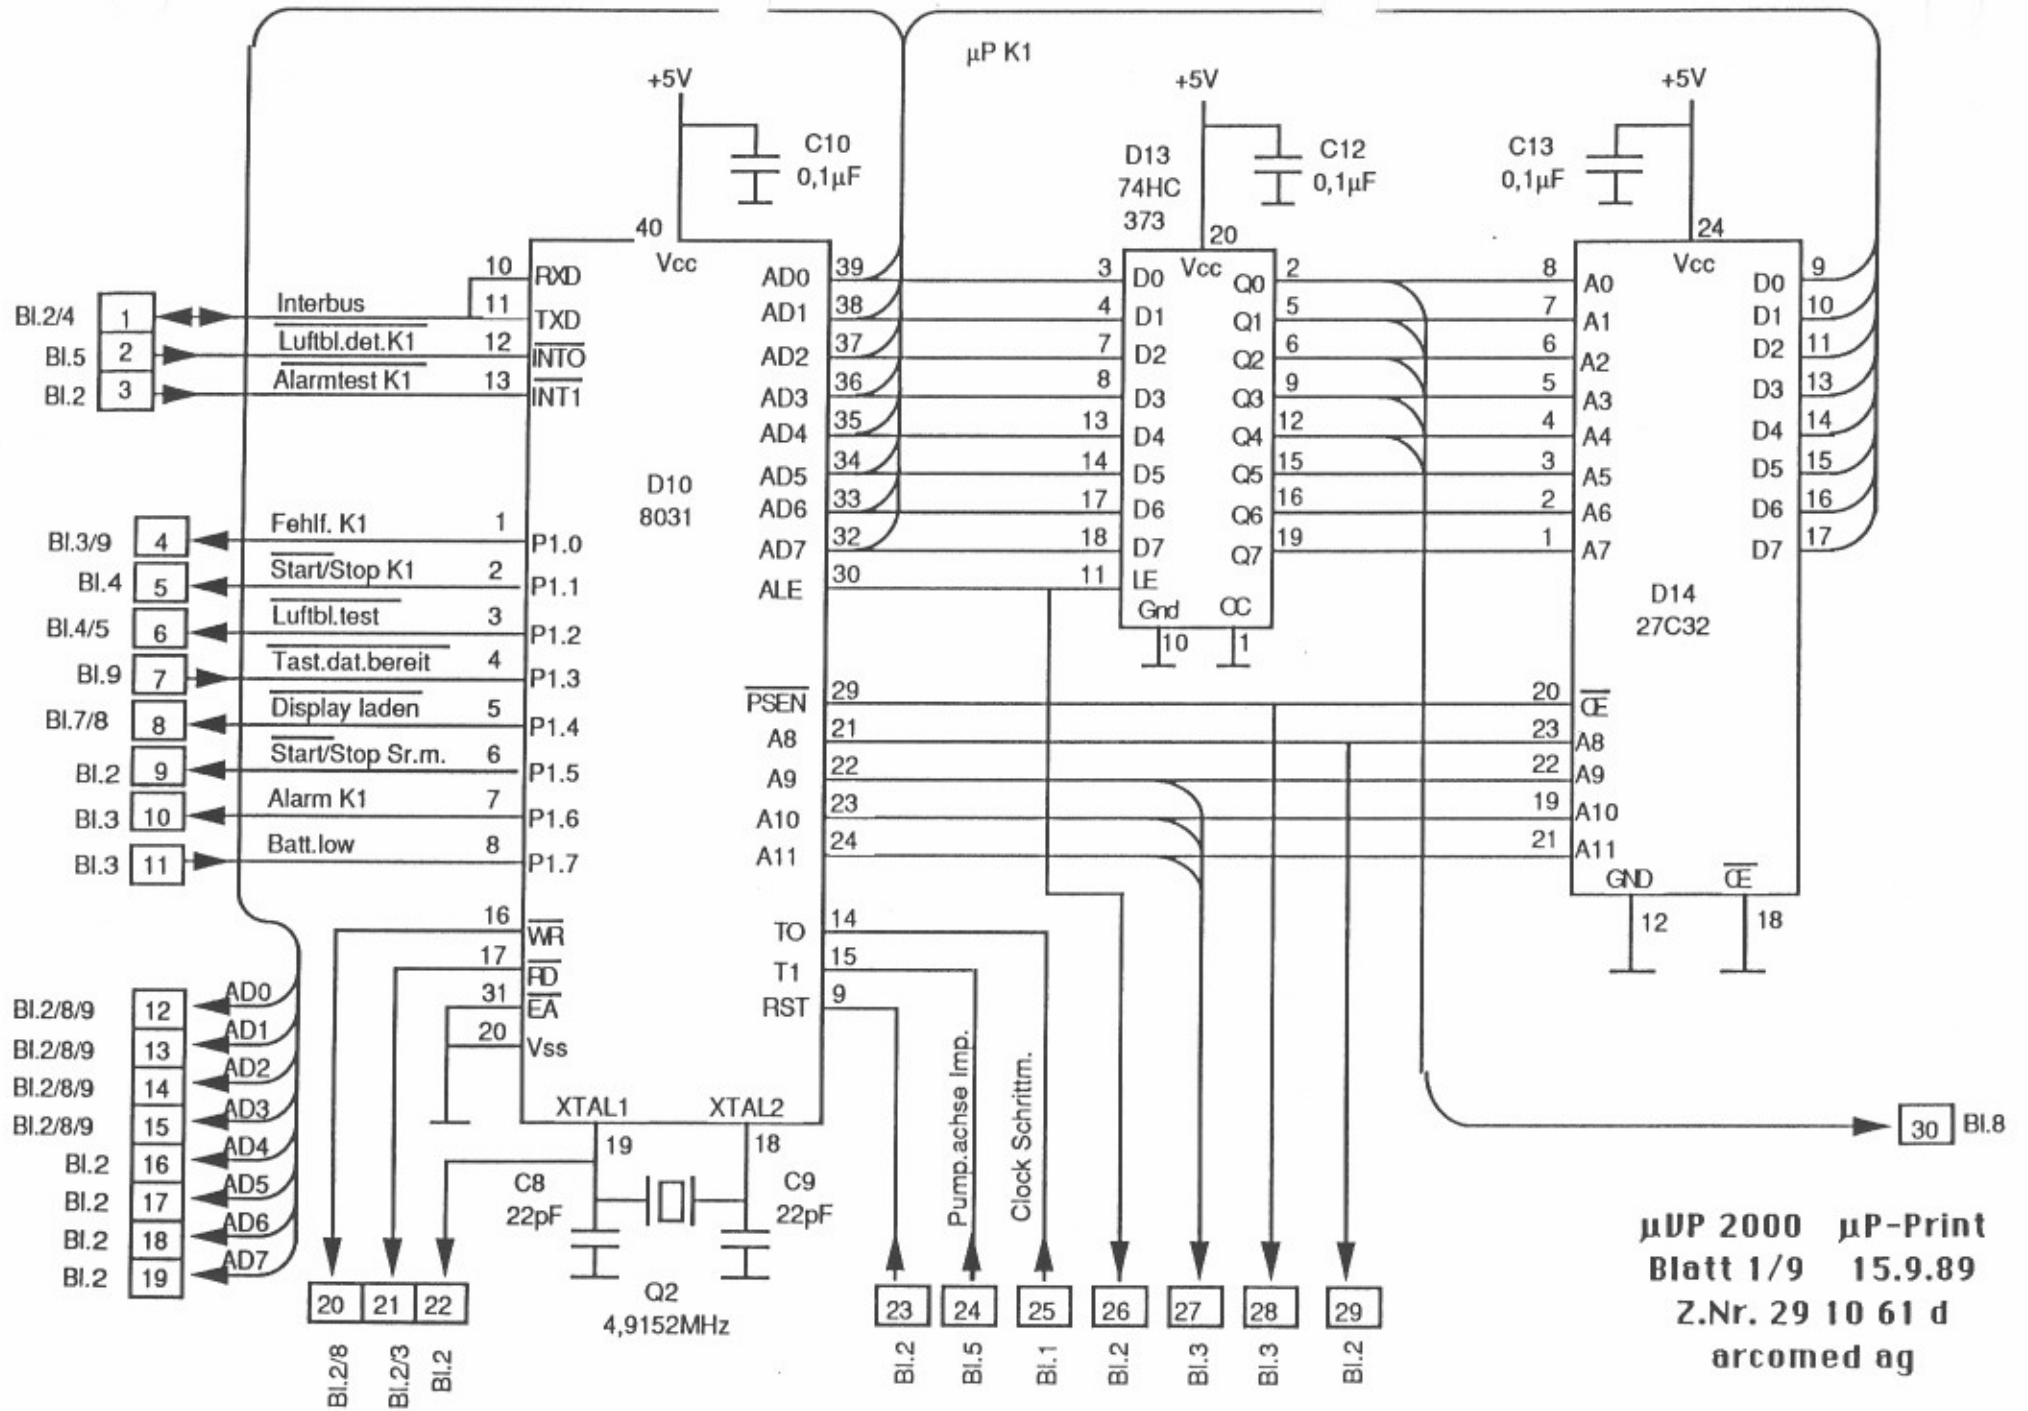 µP K1
+5V
+5V
+5V
C10
0,1µF
D13
74HC
373
C12
0,1µF
C13
0,1µF
40
Vcc
20
Vcc
24
Vcc
Bl.2/4 1 Interbus
10 RXD
11 TXD
Bl.5 2 Luftbl.det.K1 12 INTO
Bl.2 3 Alarmtest K1 13 INT1
D10
8031
Bl.3/9 4 Fehlf. K1 1 P1.0
Bl.4 5 Start/Stop K1 2 P1.1
Bl.4/5 6 Luftbl.test 3 P1.2
Bl.9 7 Tast.dat.bereit 4 P1.3
Bl.7/8 8 Display laden 5 P1.4
Bl.2 9 Start/Stop Sr.m. 6 P1.5
Bl.3 10 Alarm K1 7 P1.6
Bl.3 11 Batt.low 8 P1.7
16 WR
17 RD
31 EA
20 Vss
Bl.2/8/9 12 AD0
Bl.2/8/9 13 AD1
Bl.2/8/9 14 AD2
Bl.2/8/9 15 AD3
Bl.2 16 AD4
Bl.2 17 AD5
Bl.2 18 AD6
Bl.2 19 AD7
AD0 39 3 D0 Q0 2 8 A0 D0 9
AD1 38 4 D1 Q1 5 7 A1 D1 10
AD2 37 7 D2 Q2 6 6 A2 D2 11
AD3 36 8 D3 Q3 9 5 A3 D3 13
AD4 35 13 D4 Q4 12 4 A4 D4 14
AD5 34 14 D5 Q5 15 3 A5 D5 15
AD6 33 17 D6 Q6 16 2 A6 D6 16
AD7 32 18 D7 Q7 19 1 A7 D7 17
ALE 30 11 LE
Gnd OC
10 1
D14
27C32
PSEN 29 20 OE
A8 21 23 A8
A9 22 22 A9
A10 23 19 A10
A11 24 21 A11
GND CE
12 18
TO 14
T1 15
RST 9
XTAL1 XTAL2
19 18
C8
22pF
C9
22pF
Q2
4,9152MHz
Pump.achse Imp.
Clock Schrittm.
20 21 22
Bl.2/8 Bl.2/3 Bl.2
23 24 25 26 27 28 29
Bl.2 Bl.5 Bl.1 Bl.2 Bl.3 Bl.3 Bl.2
30 Bl.8
µVP 2000 µP-Print
Blatt 1/9 15.9.89
Z.Nr. 29 10 61 d
arcomed ag